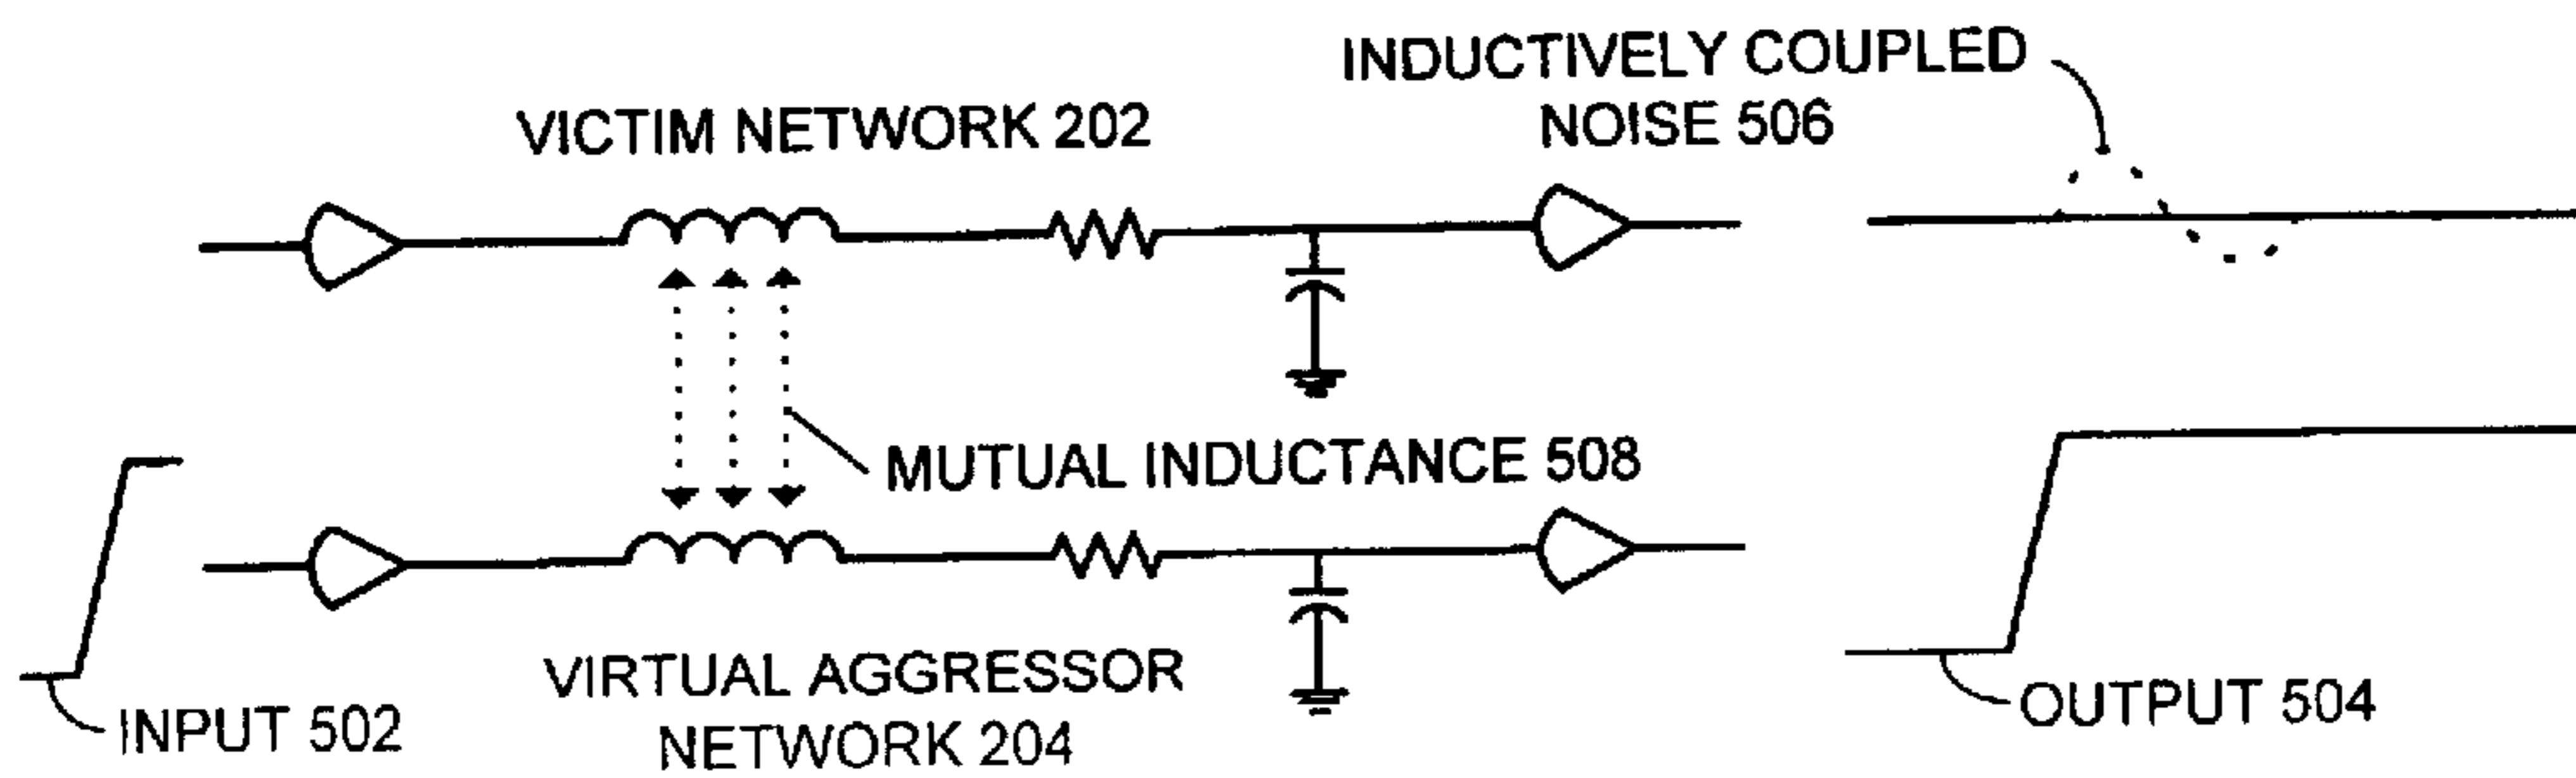 INDUCTIVELY COUPLED
NOISE 506
VICTIM NETWORK 202
MUTUAL INDUCTANCE 508
VIRTUAL AGGRESSOR
NETWORK 204
INPUT 502
OUTPUT 504